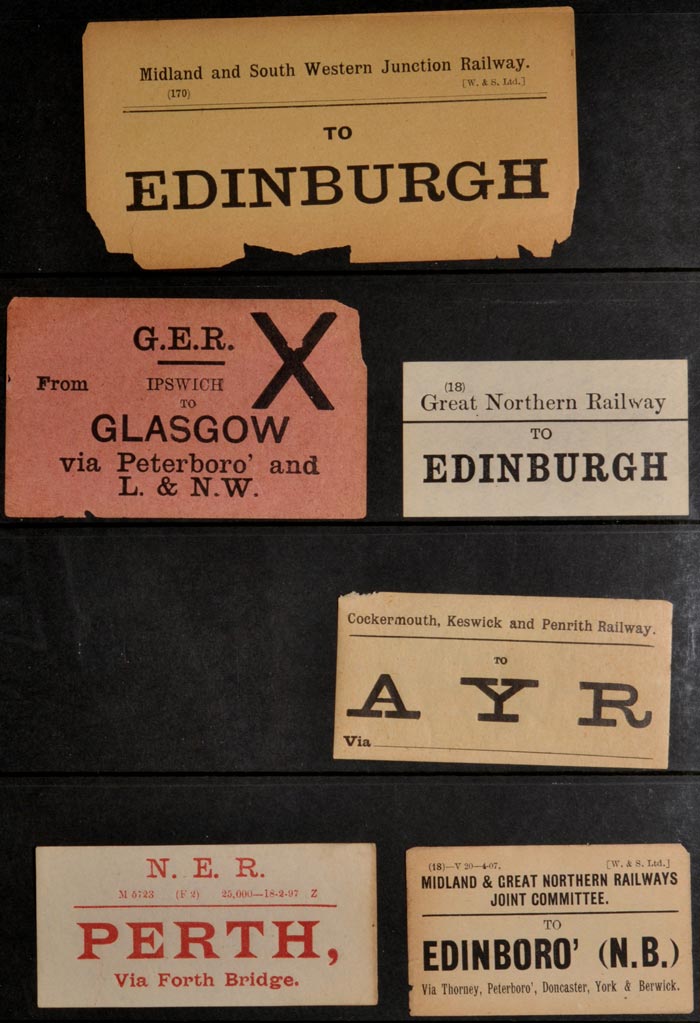 Midland and South Western Junction Railway.
(170) [W. & S. Ltd.]
TO
EDINBURGH
G.E.R.
X
From IPSWICH
TO
GLASGOW
via Peterboro' and
L. & N.W.
(18)
Great Northern Railway
TO
EDINBURGH
Cockermouth, Keswick and Penrith Railway.
TO
AYR
Via
N. E. R.
M 5723 (F 2) 25,000—18-2-97 Z
PERTH,
Via Forth Bridge.
(18)—V 20—4-07. [W. & S. Ltd.]
MIDLAND & GREAT NORTHERN RAILWAYS
JOINT COMMITTEE.
TO
EDINBORO' (N.B.)
Via Thorney, Peterboro', Doncaster, York & Berwick.